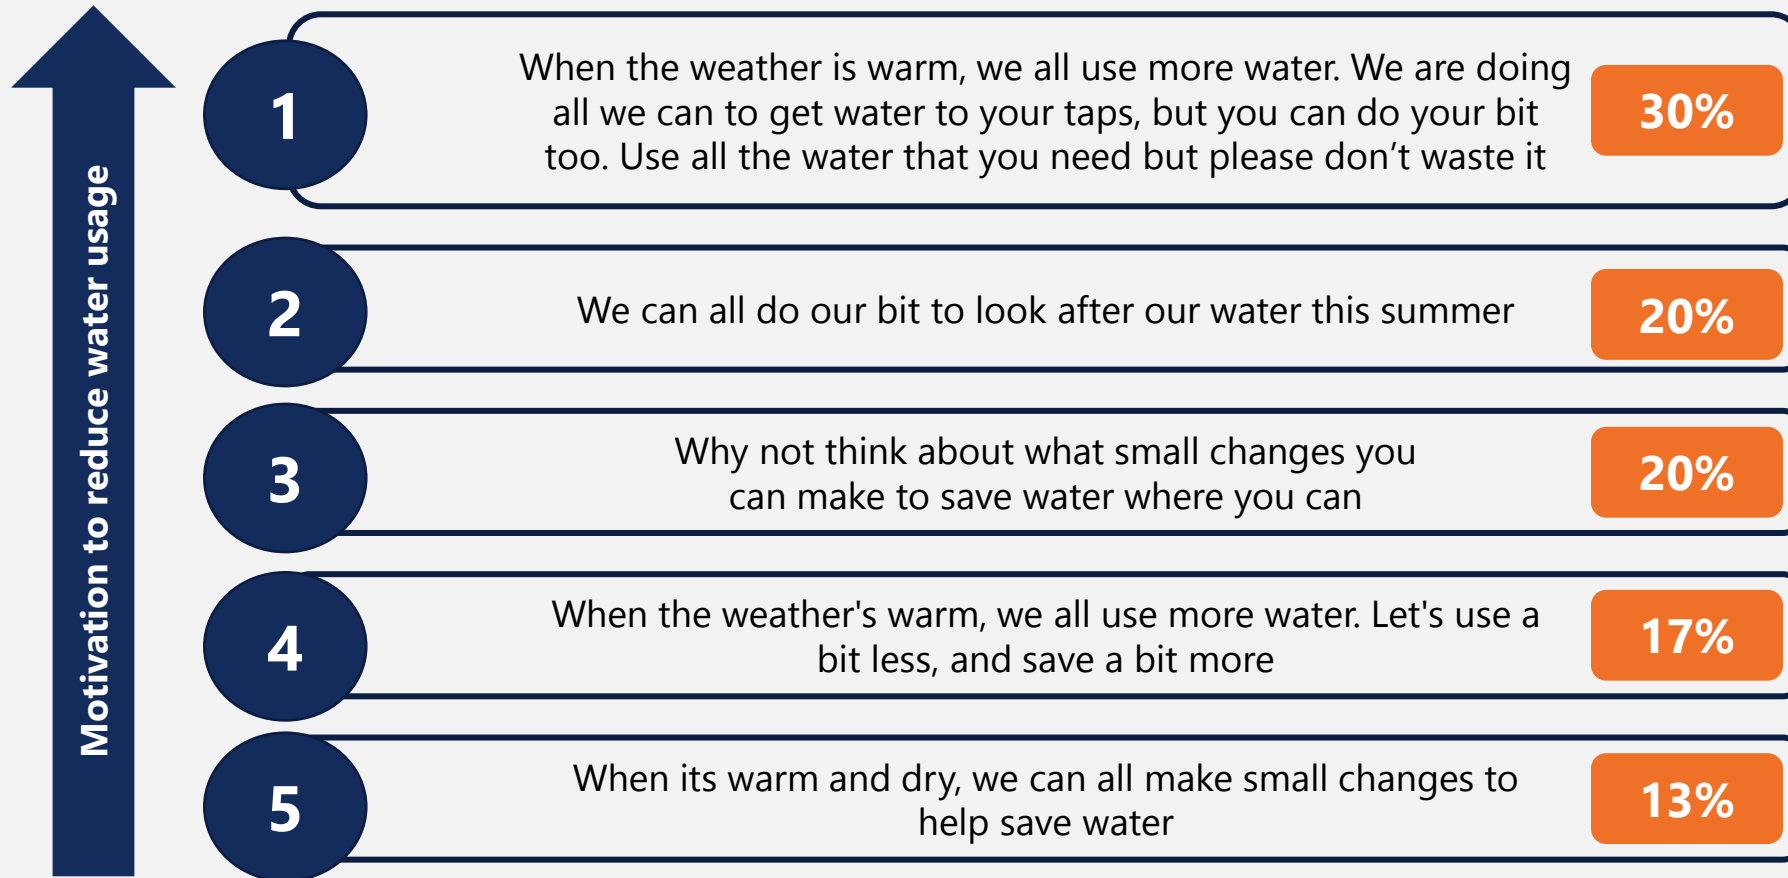 Motivation to reduce water usage
1
When the weather is warm, we all use more water. We are doing
all we can to get water to your taps, but you can do your bit
too. Use all the water that you need but please don’t waste it
30%
2
We can all do our bit to look after our water this summer
20%
3
Why not think about what small changes you
can make to save water where you can
20%
4
When the weather's warm, we all use more water. Let's use a
bit less, and save a bit more
17%
5
When its warm and dry, we can all make small changes to
help save water
13%